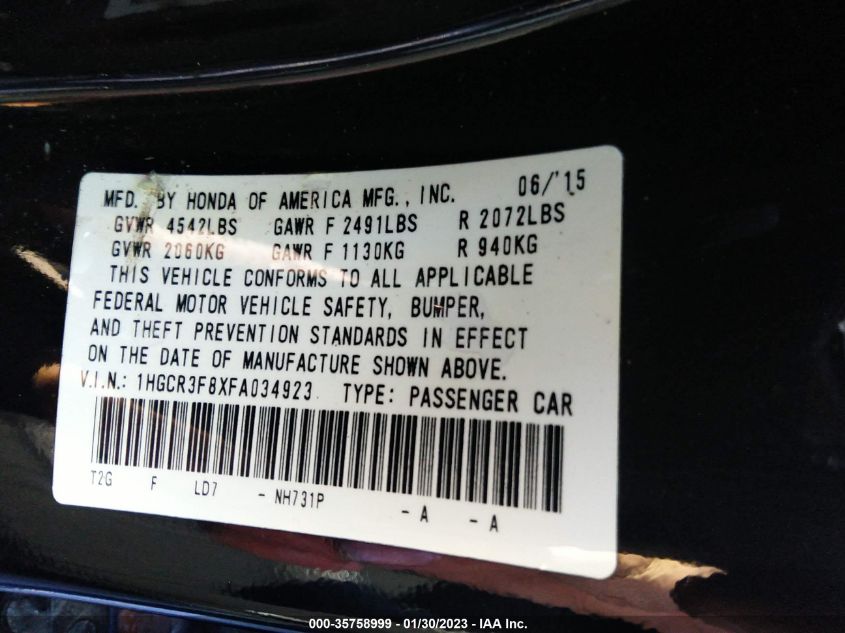 MFD. BY HONDA OF AMERICA MFG., INC. 06/'15
GVWR 4542LBS GAWR F 2491LBS R 2072LBS
GVWR 2060KG GAWR F 1130KG R 940KG
THIS VEHICLE CONFORMS TO ALL APPLICABLE
FEDERAL MOTOR VEHICLE SAFETY, BUMPER,
AND THEFT PREVENTION STANDARDS IN EFFECT
ON THE DATE OF MANUFACTURE SHOWN ABOVE.
V.I.N.: 1HGCR3F8XFA034923 TYPE: PASSENGER CAR
T2G F LD7 - NH731P - A - A
000-35758999 - 01/30/2023 - IAA Inc.